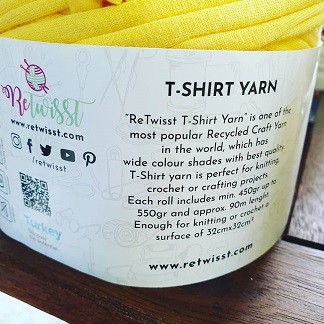 ReTwisst
www.retwisst.com
/retwisst
Turkey
T-SHIRT YARN
"ReTwisst T-Shirt Yarn" is one of the
most popular Recycled Craft Yarn
in the world, which has
wide colour shades with best quality.
T-Shirt yarn is perfect for knitting,
crochet or crafting projects.
Each roll includes min. 450gr up to
550gr and approx. 90m lenght.
Enough for knitting or crochet a
surface of 32cmx32cm²
www.retwisst.com